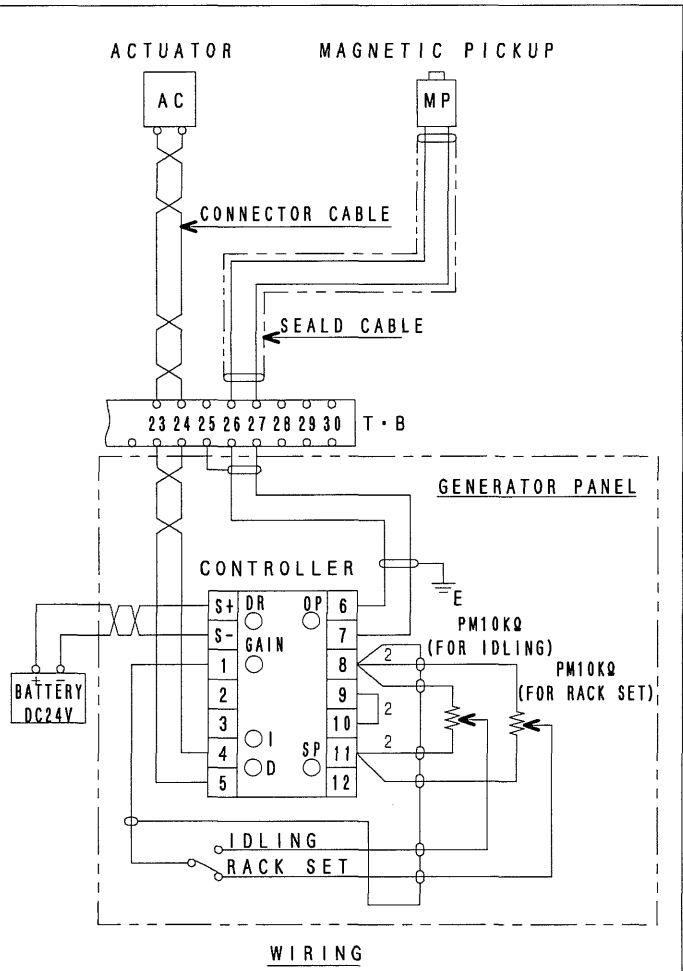 ACTUATOR
MAGNETIC PICKUP
AC
MP
CONNECTOR CABLE
SEALD CABLE
23 24 25 26 27 28 29 30
T・B
GENERATOR PANEL
CONTROLLER
E
S+ DR OP 6
S- 7
GAIN
1 8
2 9
3 10
4 I SP 11
5 D 12
PM10KΩ
(FOR IDLING)
PM10KΩ
(FOR RACK SET)
2
2
2
+ -
BATTERY
DC24V
IDLING
RACK SET
WIRING